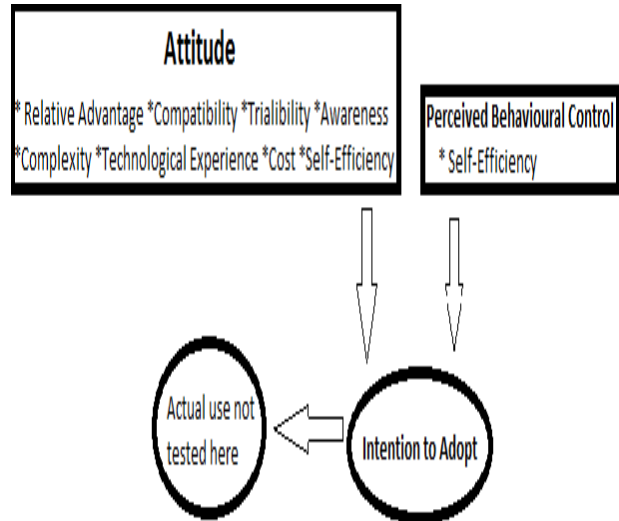 Attitude
* Relative Advantage *Compatibility *Trialibility *Awareness
*Complexity *Technological Experience *Cost *Self-Efficiency
Perceived Behavioural Control
* Self-Efficiency
Actual use not
tested here
Intention to Adopt